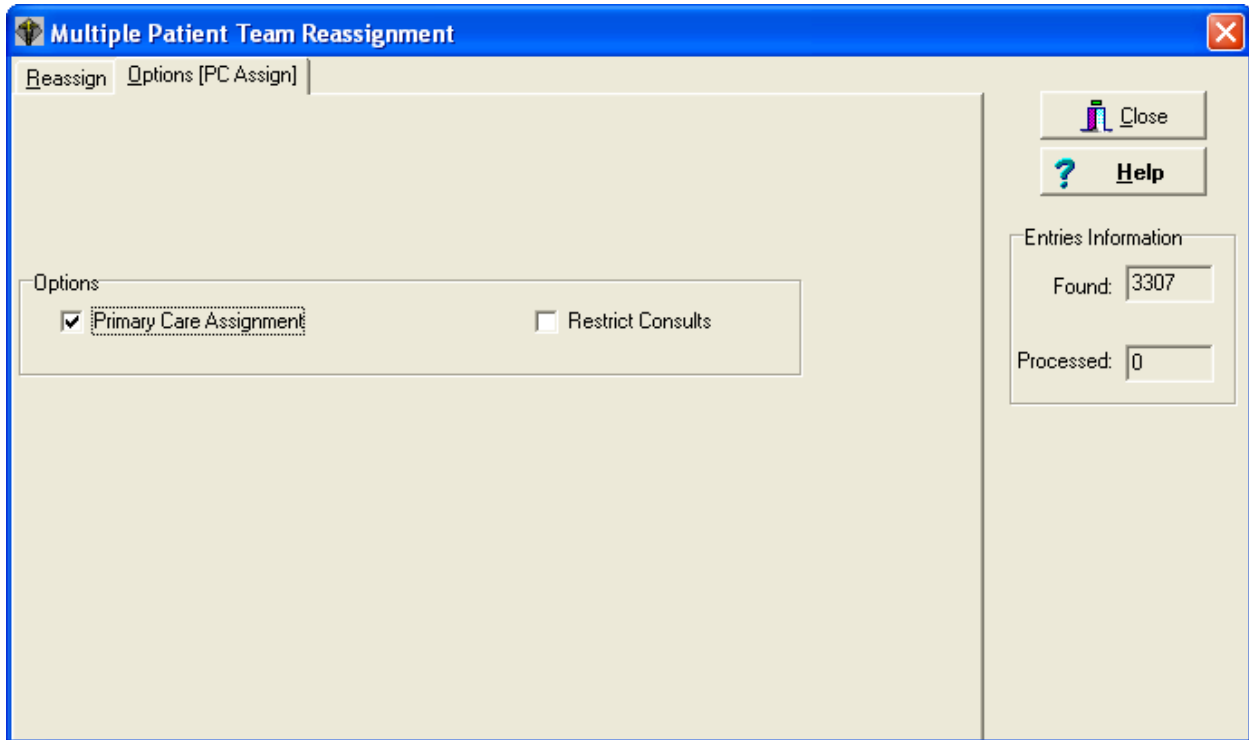 Multiple Patient Team Reassignment
Reassign
Options [PC Assign]
Close
Help
Entries Information
Found: 3307
Processed: 0
Options
Primary Care Assignment
Restrict Consults